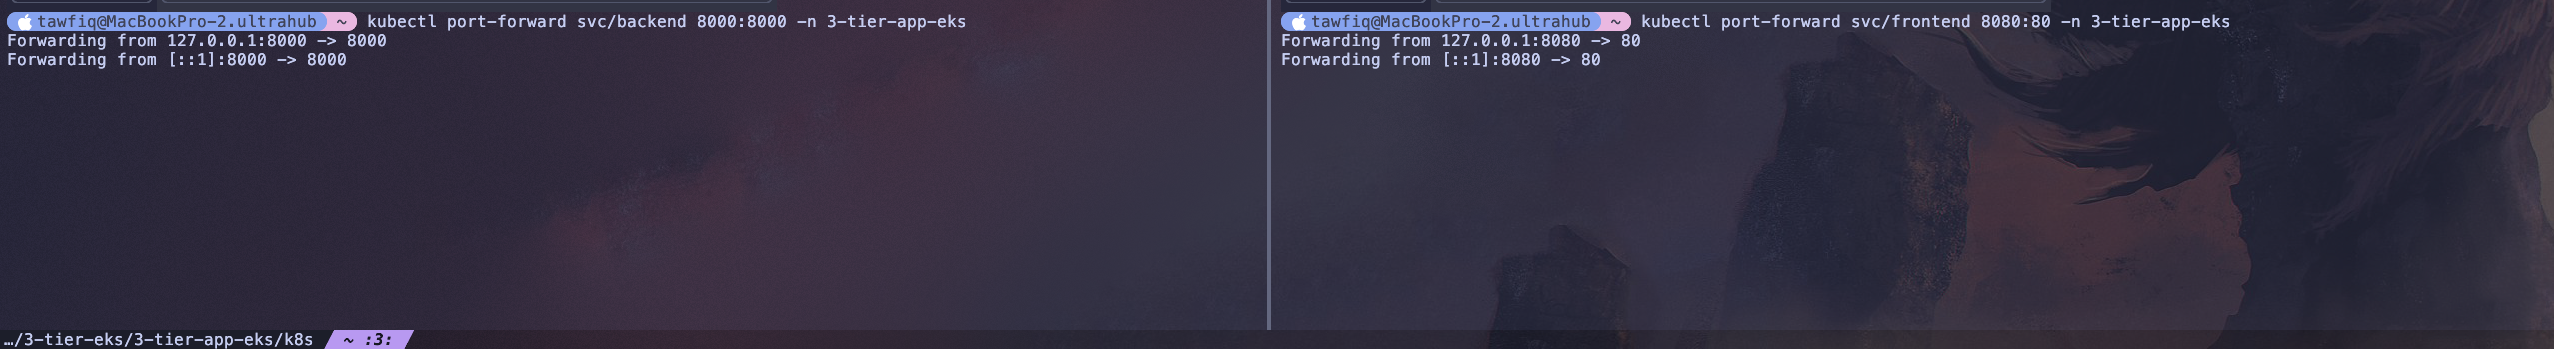 tawfiq@MacBookPro-2.ultrahub ~ kubectl port-forward svc/backend 8000:8000 -n 3-tier-app-eks
Forwarding from 127.0.0.1:8000 -> 8000
Forwarding from [::1]:8000 -> 8000
tawfiq@MacBookPro-2.ultrahub ~ kubectl port-forward svc/frontend 8080:80 -n 3-tier-app-eks
Forwarding from 127.0.0.1:8080 -> 80
Forwarding from [::1]:8080 -> 80
…/3-tier-eks/3-tier-app-eks/k8s ~ :3: